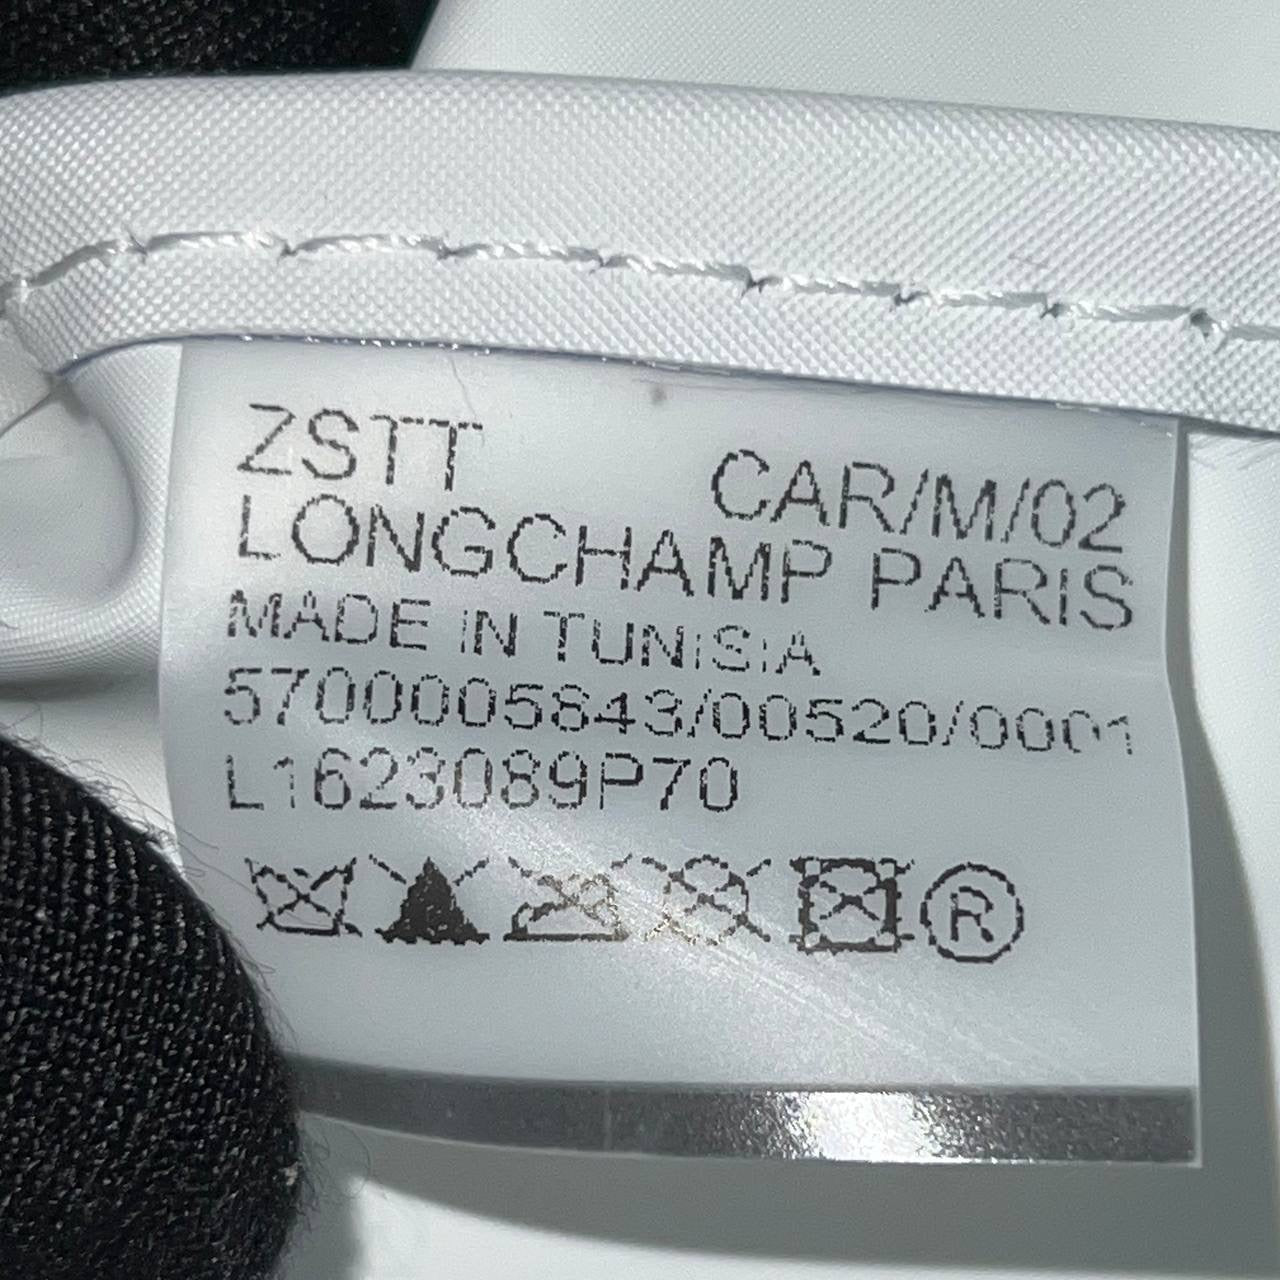 ZSTT CAR/M/02
LONGCHAMP PARIS
MADE IN TUNISIA
5700005843/00520/0001
L1623089P70
®